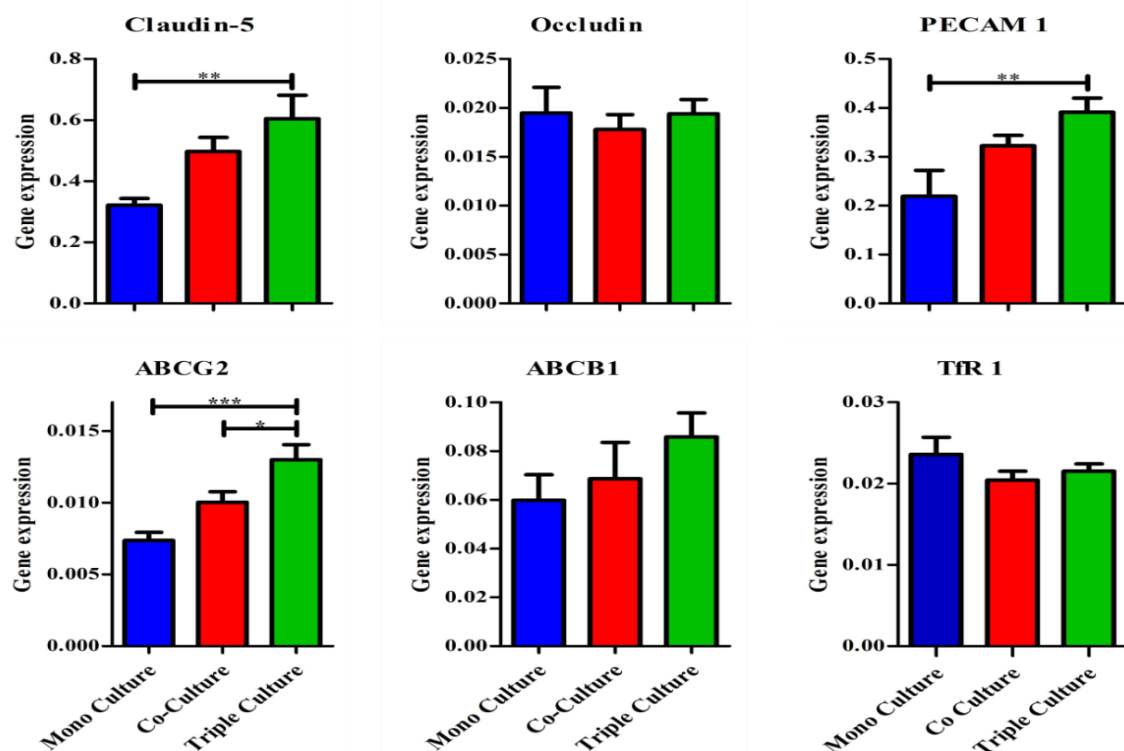 Claudin-5
**
0.8
0.6
0.4
0.2
0.0
Gene expression
Occludin
0.025
0.020
0.015
0.010
0.005
0.000
Gene expression
PECAM 1
**
0.5
0.4
0.3
0.2
0.1
0.0
Gene expression
ABCG2
***
*
0.015
0.010
0.005
0.000
Gene expression
Mono Culture
Co-Culture
Triple Culture
ABCB1
0.10
0.08
0.06
0.04
0.02
0.00
Gene expression
Mono Culture
Co-Culture
Triple Culture
TfR 1
0.03
0.02
0.01
0.00
Gene expression
Mono Culture
Co Culture
Triple Culture